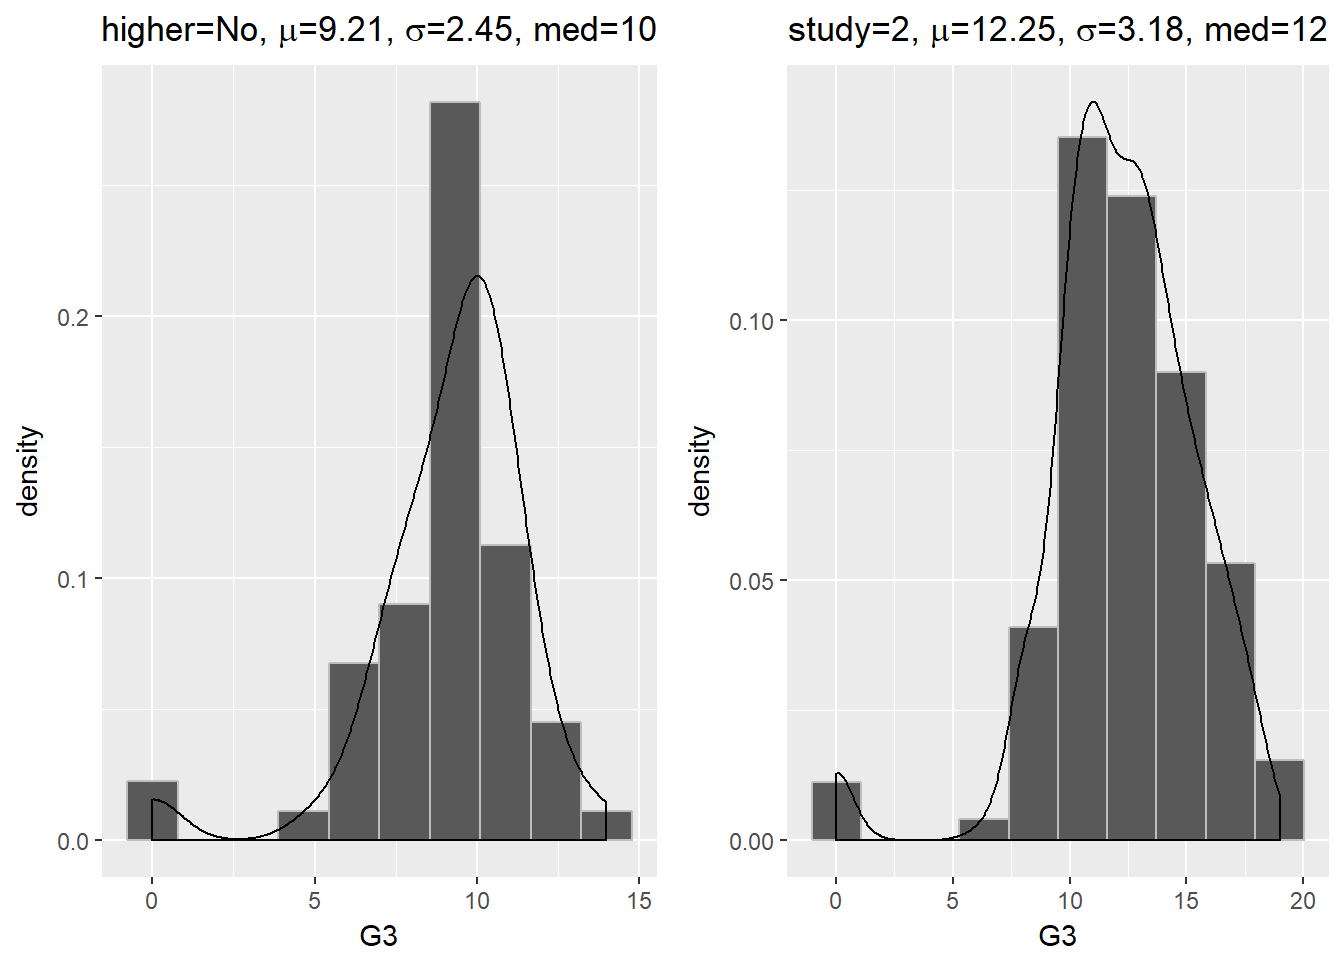 higher=No, μ=9.21, σ=2.45, med=10
0.2
0.1
0.0
density
0
5
10
15
G3
study=2, μ=12.25, σ=3.18, med=12
0.10
0.05
0.00
density
0
5
10
15
20
G3